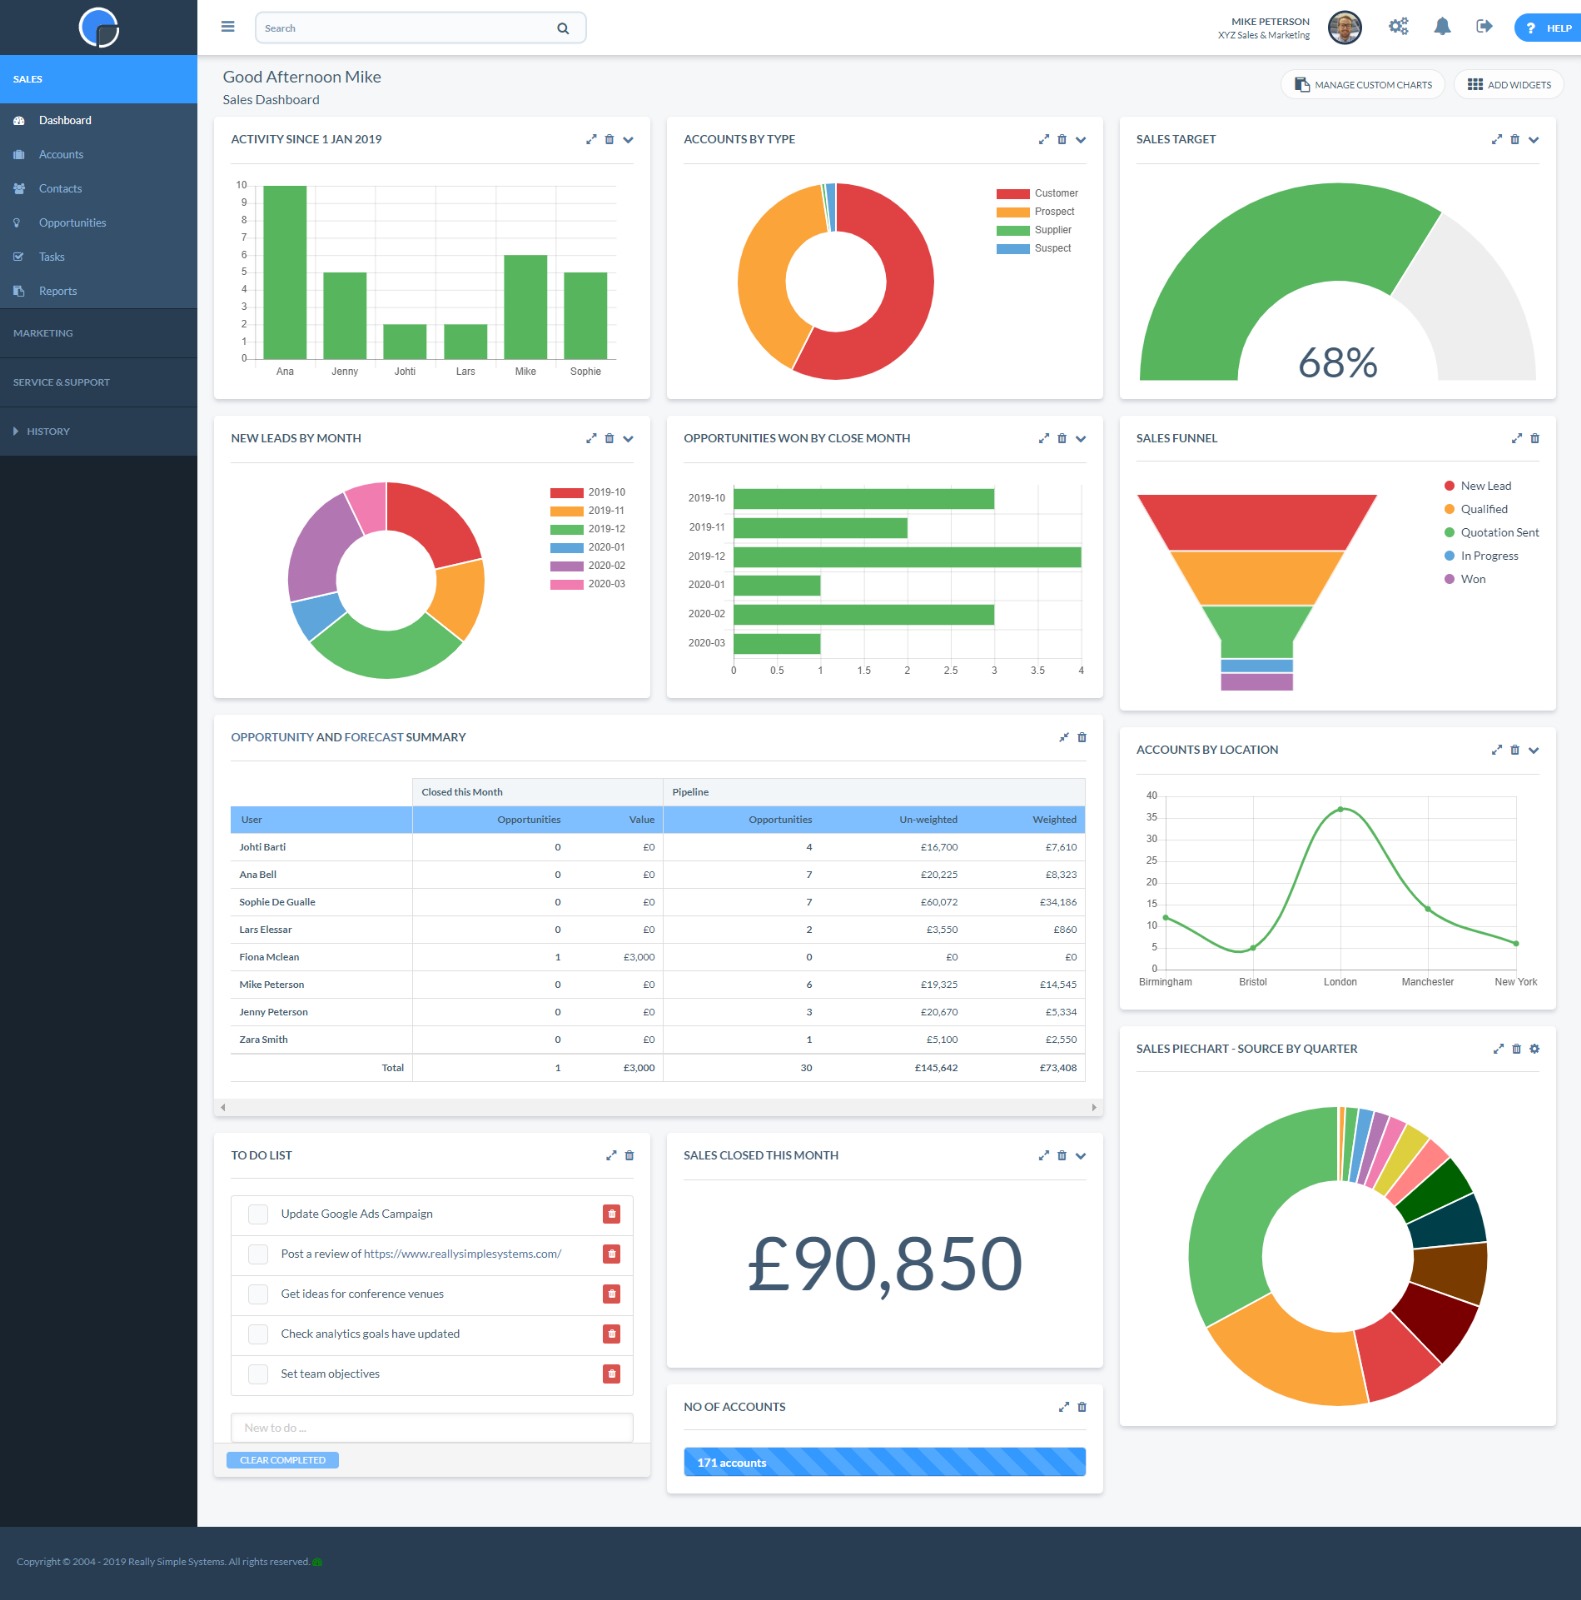 Search
MIKE PETERSON
XYZ Sales & Marketing
? HELP
SALES
Dashboard
Accounts
Contacts
Opportunities
Tasks
Reports
MARKETING
SERVICE & SUPPORT
HISTORY
Good Afternoon Mike
Sales Dashboard
MANAGE CUSTOM CHARTS
ADD WIDGETS
ACTIVITY SINCE 1 JAN 2019
10
9
8
7
6
5
4
3
2
1
0
Ana Jenny Johti Lars Mike Sophie
ACCOUNTS BY TYPE
Customer
Prospect
Supplier
Suspect
SALES TARGET
68%
NEW LEADS BY MONTH
2019-10
2019-11
2019-12
2020-01
2020-02
2020-03
OPPORTUNITIES WON BY CLOSE MONTH
2019-10
2019-11
2019-12
2020-01
2020-02
2020-03
0 0.5 1 1.5 2 2.5 3 3.5 4
SALES FUNNEL
New Lead
Qualified
Quotation Sent
In Progress
Won
OPPORTUNITY AND FORECAST SUMMARY
Closed this Month Pipeline
User Opportunities Value Opportunities Un-weighted Weighted
Johti Barti 0 £0 4 £16,700 £7,610
Ana Bell 0 £0 7 £20,225 £8,323
Sophie De Gualle 0 £0 7 £60,072 £34,186
Lars Elessar 0 £0 2 £3,550 £860
Fiona Mclean 1 £3,000 0 £0 £0
Mike Peterson 0 £0 6 £19,325 £14,545
Jenny Peterson 0 £0 3 £20,670 £5,334
Zara Smith 0 £0 1 £5,100 £2,550
Total 1 £3,000 30 £145,642 £73,408
ACCOUNTS BY LOCATION
40
35
30
25
20
15
10
5
0
Birmingham Bristol London Manchester New York
SALES PIECHART - SOURCE BY QUARTER
TO DO LIST
Update Google Ads Campaign
Post a review of https://www.reallysimplesystems.com/
Get ideas for conference venues
Check analytics goals have updated
Set team objectives
New to do ...
CLEAR COMPLETED
SALES CLOSED THIS MONTH
£90,850
NO OF ACCOUNTS
171 accounts
Copyright © 2004 - 2019 Really Simple Systems. All rights reserved.